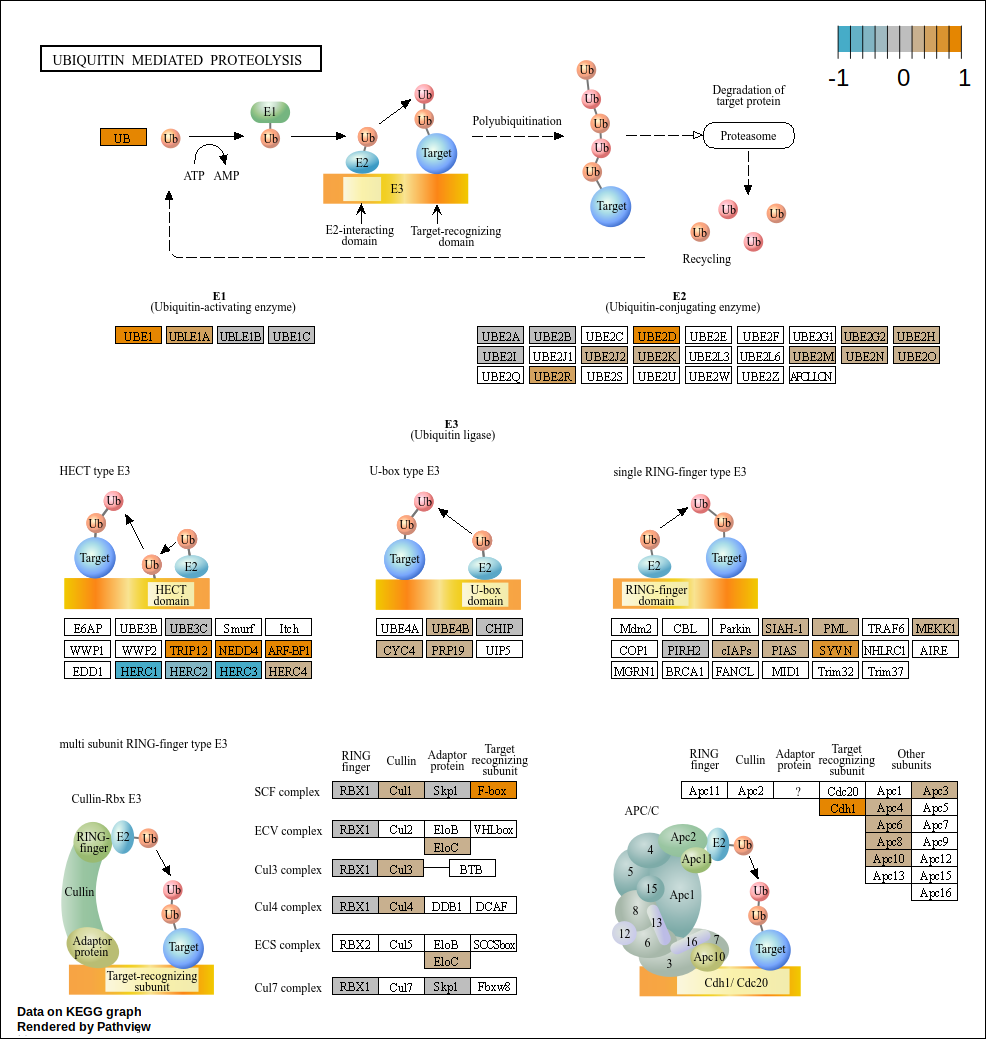 UBIQUITIN MEDIATED PROTEOLYSIS
-1 0 1
UB
Ub
ATP AMP
E1
Ub
Ub
E2
E3
Ub
Ub
Target
E2-interacting
domain
Target-recognizing
domain
Polyubiquitination
Ub
Ub
Ub
Ub
Ub
Target
Degradation of
target protein
Proteasome
Ub
Ub
Ub
Ub
Recycling
E1
(Ubiquitin-activating enzyme)
UBE1 UBLE1A UBLE1B UBE1C
E2
(Ubiquitin-conjugating enzyme)
UBE2A UBE2B UBE2C UBE2D UBE2E UBE2F UBE2G1 UBE2G2 UBE2H
UBE2I UBE2J1 UBE2J2 UBE2K UBE2L3 UBE2L6 UBE2M UBE2N UBE2O
UBE2Q UBE2R UBE2S UBE2U UBE2W UBE2Z AFCLLCN
E3
(Ubiquitin ligase)
HECT type E3
Ub
Ub
Target
Ub
Ub
E2
HECT
domain
E6AP UBE3B UBE3C Smurf Itch
WWP1 WWP2 TRIP12 NEDD4 ARF-BP1
EDD1 HERC1 HERC2 HERC3 HERC4
U-box type E3
Ub
Ub
Target
Ub
E2
U-box
domain
UBE4A UBE4B CHIP
CYC4 PRP19 UIP5
single RING-finger type E3
Ub
Ub
Ub
E2
Target
RING-finger
domain
Mdm2 CBL Parkin SIAH-1 PML TRAF6 MEKK1
COP1 PIRH2 cIAPs PIAS SYVN NHLRC1 AIRE
MGRN1 BRCA1 FANCL MID1 Trim32 Trim37
multi subunit RING-finger type E3
Cullin-Rbx E3
RING-
finger
E2
Ub
Cullin
Ub
Ub
Adaptor
protein
Target
Target-recognizing
subunit
RING
finger
Cullin
Adaptor
protein
Target
recognizing
subunit
SCF complex RBX1 Cul1 Skp1 F-box
ECV complex RBX1 Cul2 EloB VHLbox
EloC
Cul3 complex RBX1 Cul3 BTB
Cul4 complex RBX1 Cul4 DDB1 DCAF
ECS complex RBX2 Cul5 EloB SOCSbox
EloC
Cul7 complex RBX1 Cul7 Skp1 Fbxw8
RING
finger
Cullin
Adaptor
protein
Target
recognizing
subunit
Other
subunits
Apc11 Apc2 ? Cdc20 Apc1 Apc3
Cdh1 Apc4 Apc5
Apc6 Apc7
Apc8 Apc9
Apc10 Apc12
Apc13 Apc15
Apc16
APC/C
Apc2
E2
Ub
4
Apc11
5
15
Apc1
Ub
Ub
8
13
12
6
16
7
3
Apc10
Target
Cdh1/ Cdc20
Data on KEGG graph
Rendered by Pathview